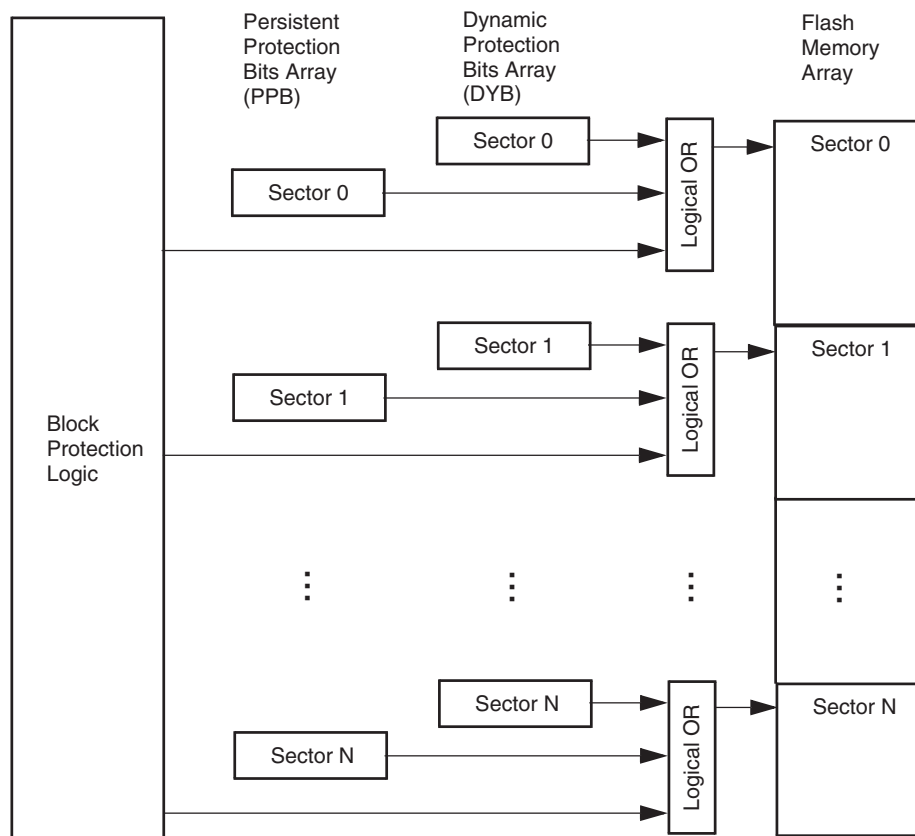 Persistent
Protection
Bits Array
(PPB)
Dynamic
Protection
Bits Array
(DYB)
Flash
Memory
Array
Sector 0
Sector 0
Logical OR
Sector 0
Sector 1
Sector 1
Logical OR
Sector 1
Block
Protection
Logic
Sector N
Sector N
Logical OR
Sector N